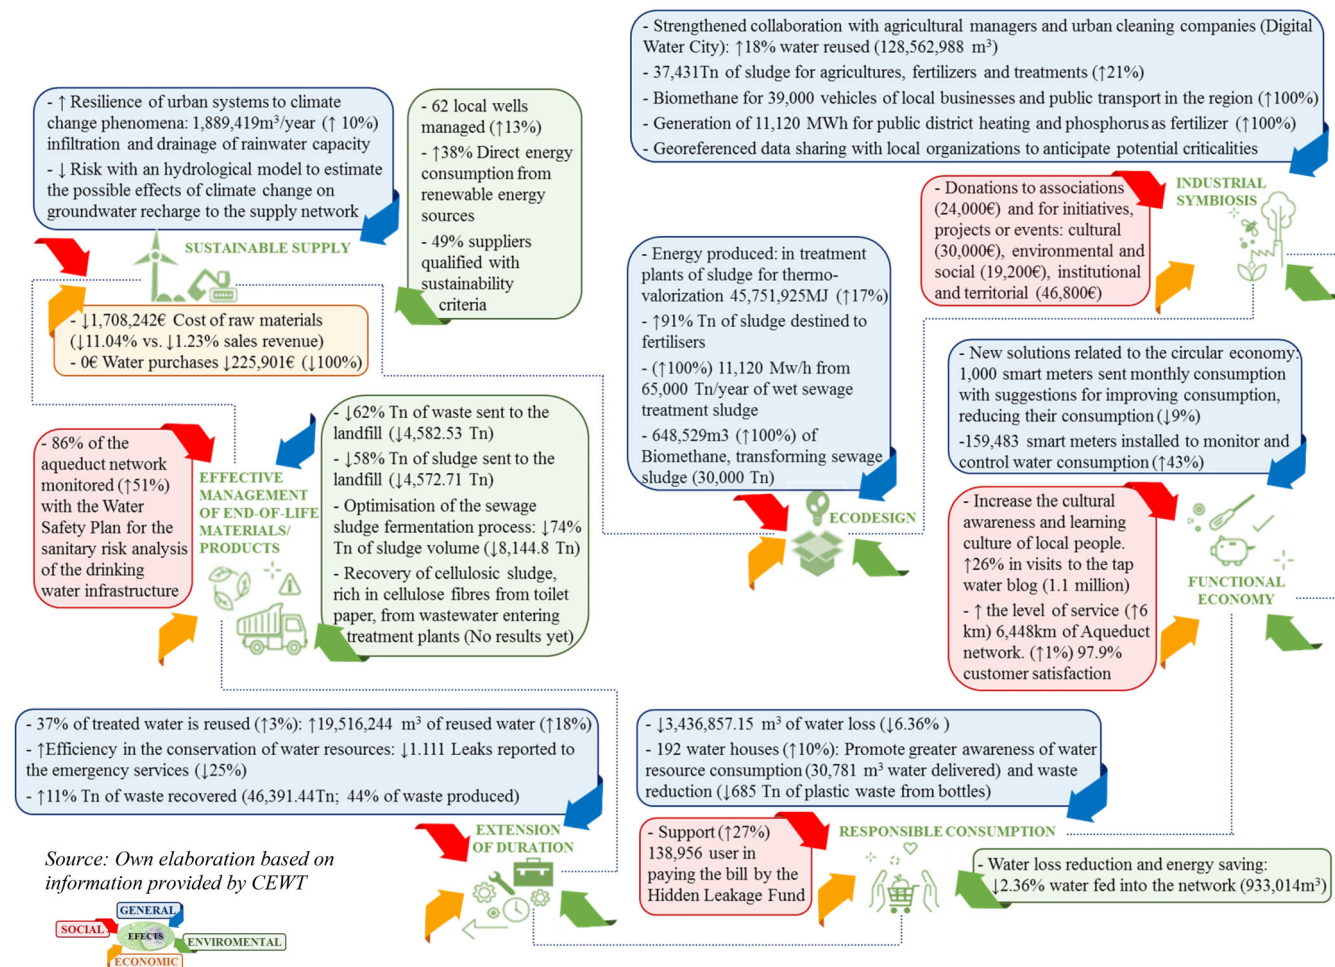 - Strengthened collaboration with agricultural managers and urban cleaning companies (Digital
Water City): ↑18% water reused (128,562,988 m³)
- 37,431Tn of sludge for agricultures, fertilizers and treatments (↑21%)
- Biomethane for 39,000 vehicles of local businesses and public transport in the region (↑100%)
- Generation of 11,120 MWh for public district heating and phosphorus as fertilizer (↑100%)
- Georeferenced data sharing with local organizations to anticipate potential criticalities
- ↑ Resilience of urban systems to climate
change phenomena: 1,889,419m³/year (↑ 10%)
infiltration and drainage of rainwater capacity
- ↓ Risk with an hydrological model to estimate
the possible effects of climate change on
groundwater recharge to the supply network
- 62 local wells
managed (↑13%)
- ↑38% Direct energy
consumption from
renewable energy
sources
- 49% suppliers
qualified with
sustainability
criteria
SUSTAINABLE SUPPLY
- ↓1,708,242€ Cost of raw materials
(↓11.04% vs. ↓1.23% sales revenue)
- 0€ Water purchases ↓225,901€ (↓100%)
- Donations to associations
(24,000€) and for initiatives,
projects or events: cultural
(30,000€), environmental and
social (19,200€), institutional
and territorial (46,800€)
INDUSTRIAL
SYMBIOSIS
- Energy produced: in treatment
plants of sludge for thermo-
valorization 45,751,925MJ (↑17%)
- ↑91% Tn of sludge destined to
fertilisers
- (↑100%) 11,120 Mw/h from
65,000 Tn/year of wet sewage
treatment sludge
- 648,529m3 (↑100%) of
Biomethane, transforming sewage
sludge (30,000 Tn)
ECODESIGN
- New solutions related to the circular economy:
1,000 smart meters sent monthly consumption
with suggestions for improving consumption,
reducing their consumption (↓9%)
-159,483 smart meters installed to monitor and
control water consumption (↑43%)
- Increase the cultural
awareness and learning
culture of local people.
↑26% in visits to the tap
water blog (1.1 million)
- ↑ the level of service (↑6
km) 6,448km of Aqueduct
network. (↑1%) 97.9%
customer satisfaction
FUNCTIONAL
ECONOMY
- 86% of the
aqueduct network
monitored (↑51%)
with the Water
Safety Plan for the
sanitary risk analysis
of the drinking
water infrastructure
EFFECTIVE
MANAGEMENT
OF END-OF-LIFE
MATERIALS/
PRODUCTS
- ↓62% Tn of waste sent to the
landfill (↓4,582.53 Tn)
- ↓58% Tn of sludge sent to the
landfill (↓4,572.71 Tn)
- Optimisation of the sewage
sludge fermentation process: ↓74%
Tn of sludge volume (↓8,144.8 Tn)
- Recovery of cellulosic sludge,
rich in cellulose fibres from toilet
paper, from wastewater entering
treatment plants (No results yet)
- 37% of treated water is reused (↑3%): ↑19,516,244 m³ of reused water (↑18%)
- ↑Efficiency in the conservation of water resources: ↓1.111 Leaks reported to
the emergency services (↓25%)
- ↑11% Tn of waste recovered (46,391.44Tn; 44% of waste produced)
EXTENSION
OF DURATION
- ↓3,436,857.15 m³ of water loss (↓6.36% )
- 192 water houses (↑10%): Promote greater awareness of water
resource consumption (30,781 m³ water delivered) and waste
reduction (↓685 Tn of plastic waste from bottles)
- Support (↑27%)
138,956 user in
paying the bill by the
Hidden Leakage Fund
RESPONSIBLE CONSUMPTION
- Water loss reduction and energy saving:
↓2.36% water fed into the network (933,014m³)
Source: Own elaboration based on
information provided by CEWT
GENERAL
SOCIAL
EFFECTS
ENVIROMENTAL
ECONOMIC